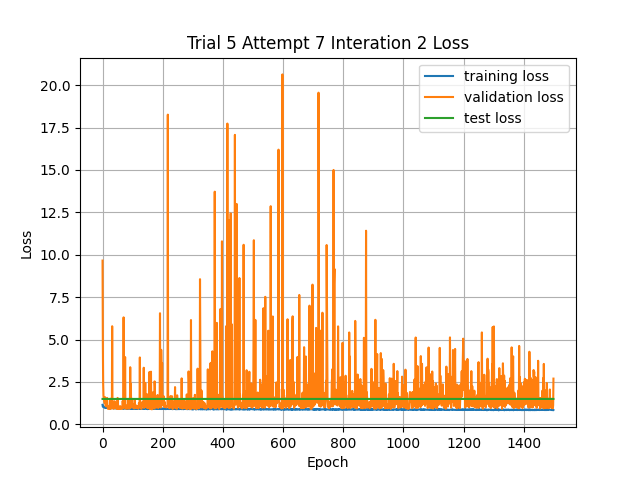 Trial 5 Attempt 7 Interation 2 Loss
training loss
validation loss
test loss
Loss
20.0
17.5
15.0
12.5
10.0
7.5
5.0
2.5
0.0
0 200 400 600 800 1000 1200 1400
Epoch